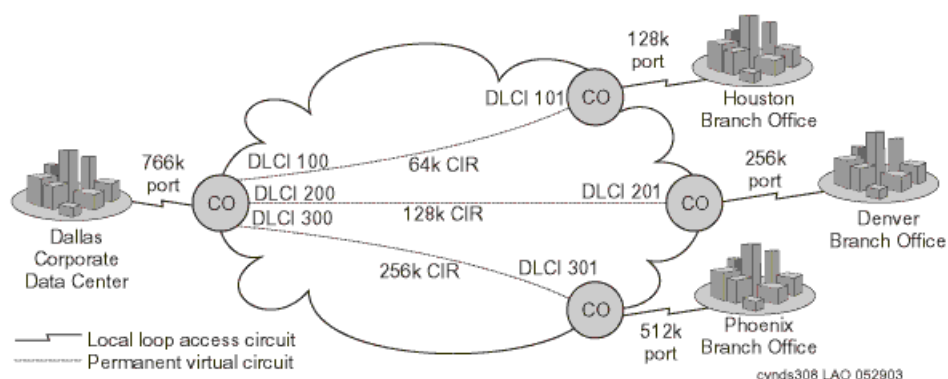 128k
port
Houston
Branch Office
DLCI 101
CO
DLCI 100
64k CIR
766k
port
CO
DLCI 200
128k CIR
DLCI 201
CO
256k
port
Denver
Branch Office
DLCI 300
256k CIR
DLCI 301
CO
512k
port
Phoenix
Branch Office
Dallas
Corporate
Data Center
Local loop access circuit
Permanent virtual circuit
cynds308 LAO 052903